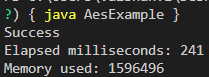 ?) { java AesExample }
Success
Elapsed milliseconds: 241
Memory used: 1596496